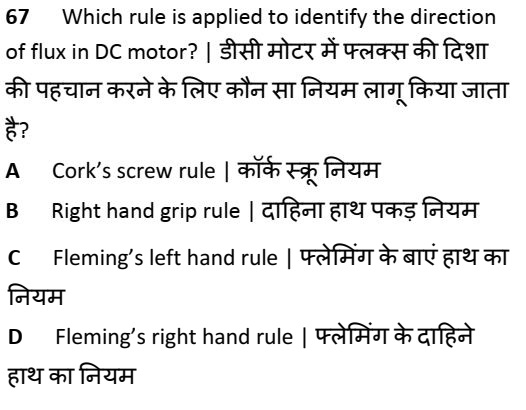 67 Which rule is applied to identify the direction
of flux in DC motor? | डीसी मोटर में फ्लक्स की दिशा
की पहचान करने के लिए कौन सा नियम लागू किया जाता
है?
A Cork’s screw rule | कॉर्क स्क्रू नियम
B Right hand grip rule | दाहिना हाथ पकड़ नियम
C Fleming’s left hand rule | फ्लेमिंग के बाएं हाथ का
नियम
D Fleming’s right hand rule | फ्लेमिंग के दाहिने
हाथ का नियम